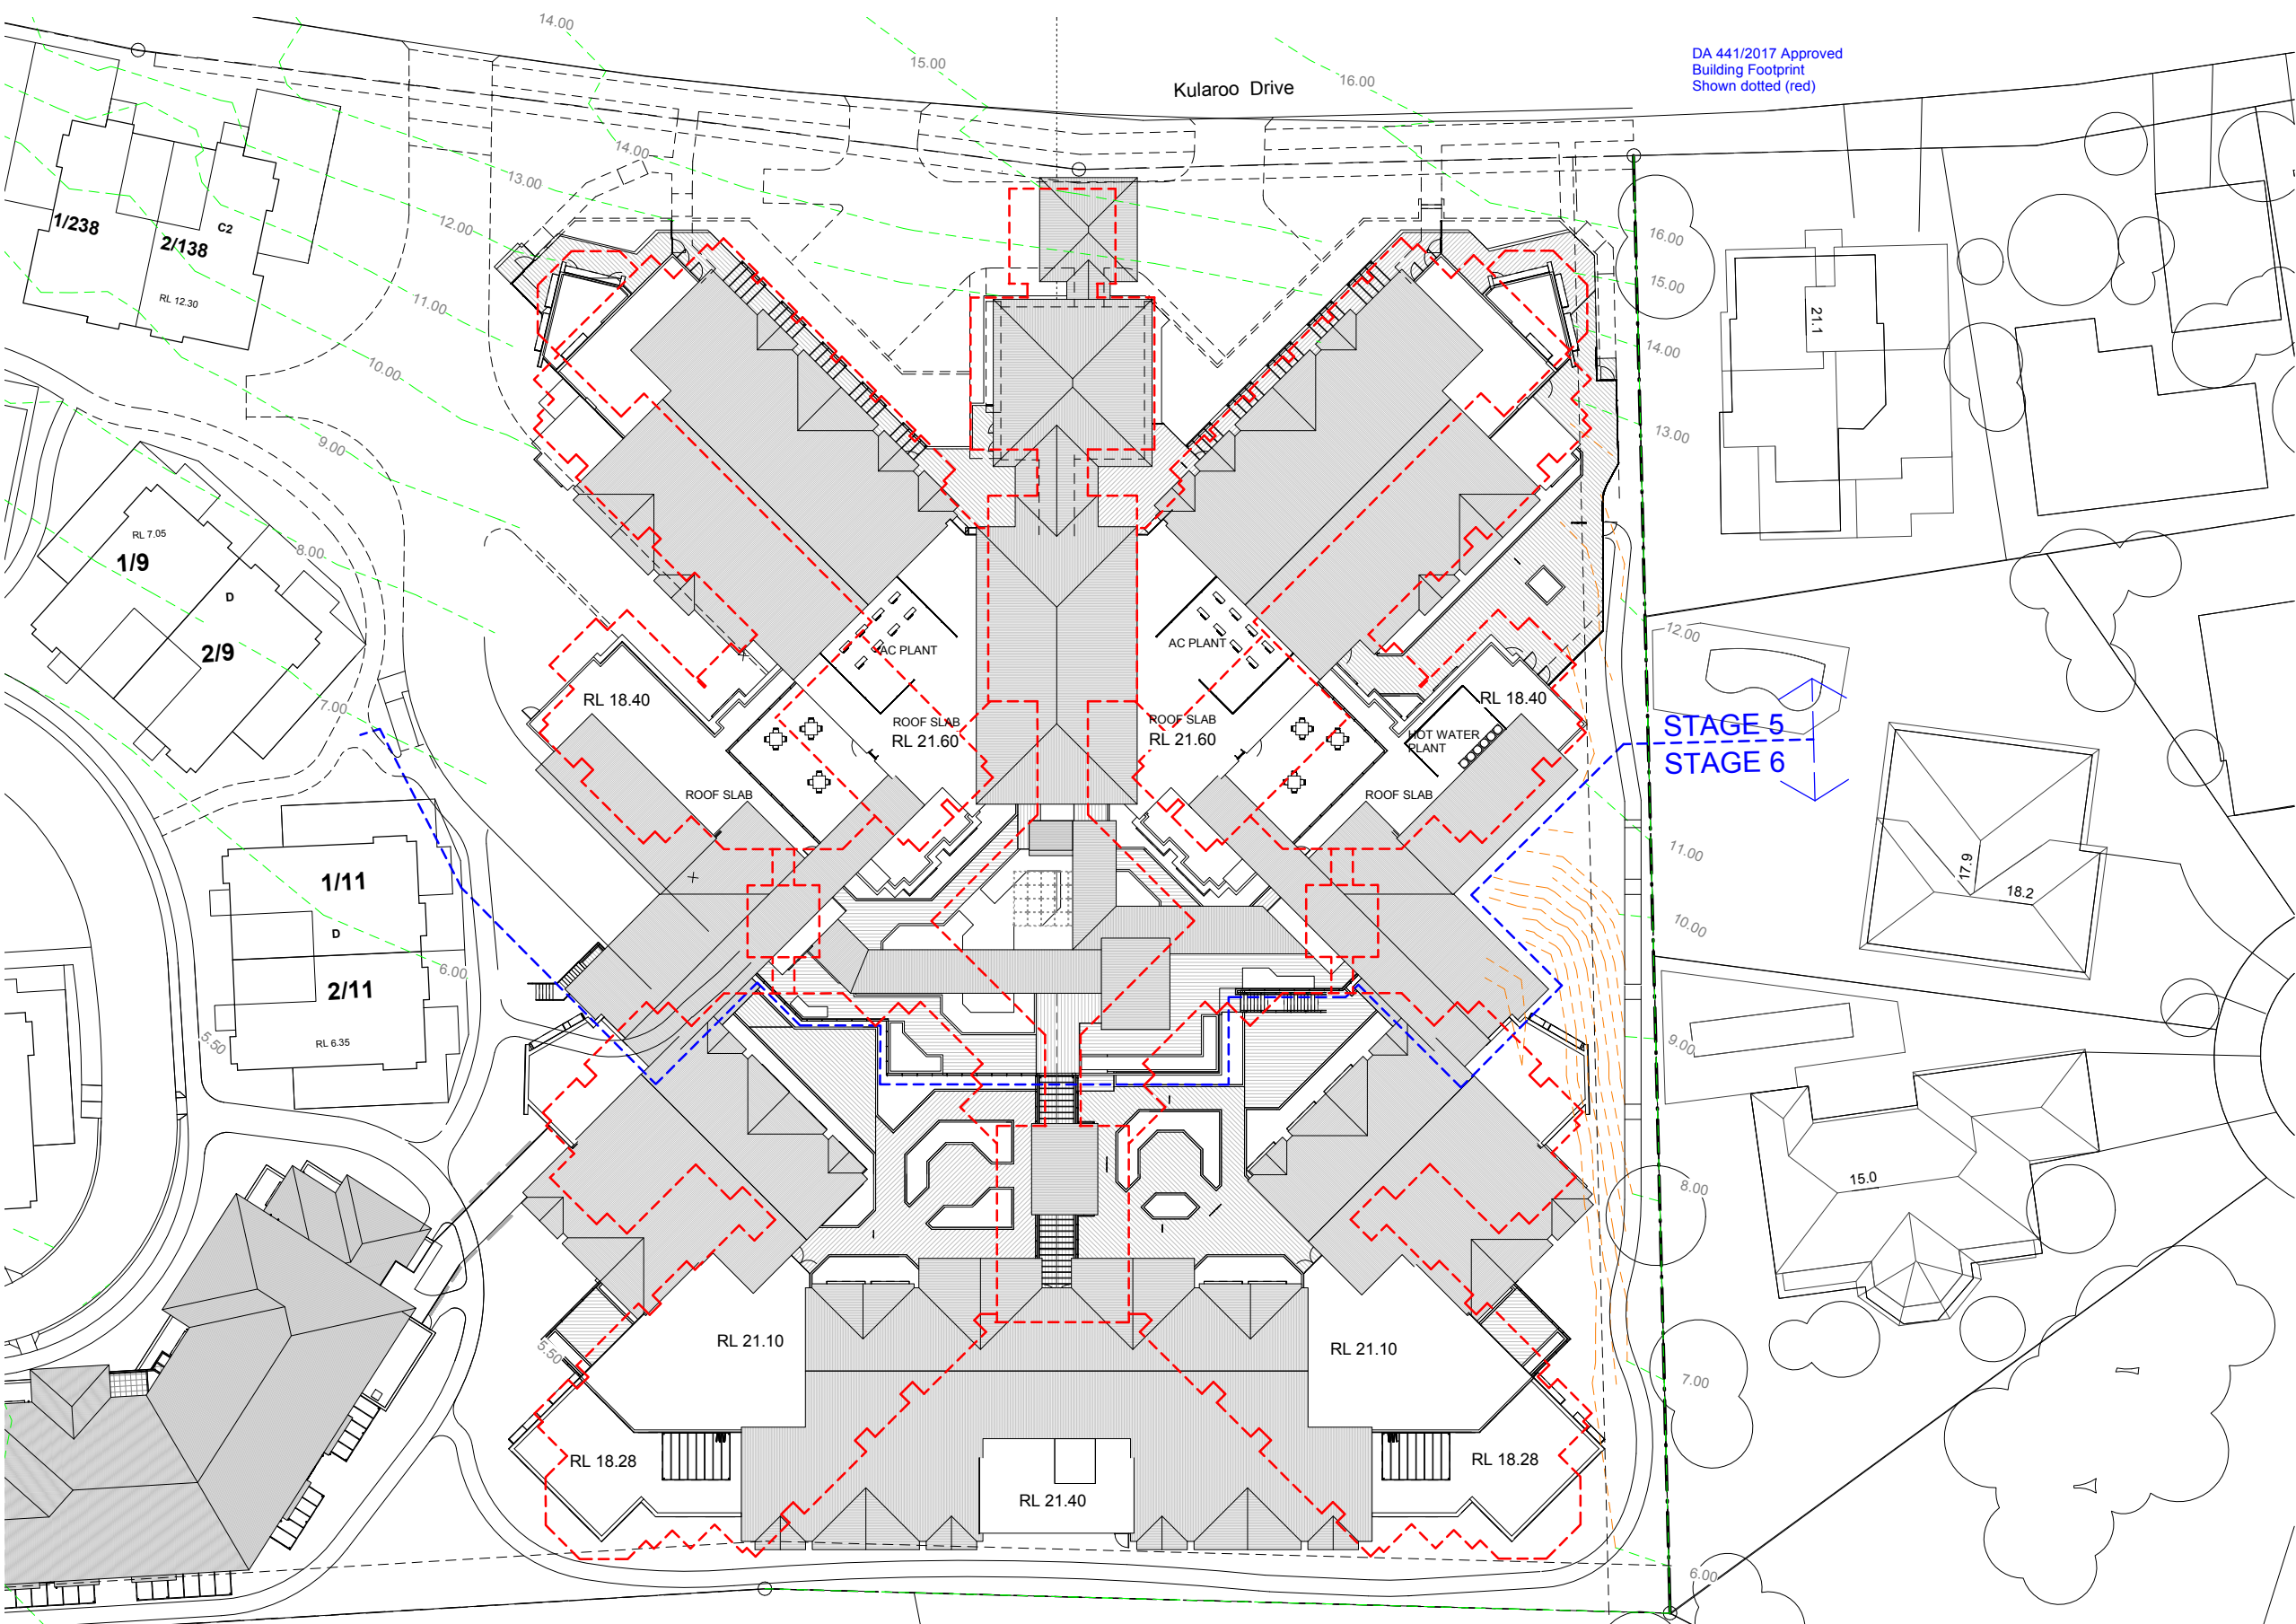 14.00
15.00
16.00
Kularoo Drive
DA 441/2017 Approved
Building Footprint
Shown dotted (red)
14.00
13.00
12.00
11.00
10.00
9.00
8.00
7.00
6.00
5.50
5.50
1/238
2/138
C2
RL 12.30
RL 7.05
1/9
D
2/9
1/11
D
2/11
RL 6.35
16.00
15.00
14.00
13.00
12.00
11.00
10.00
9.00
8.00
7.00
6.00
21.1
17.9
18.2
15.0
AC PLANT
AC PLANT
RL 18.40
RL 18.40
ROOF SLAB
RL 21.60
ROOF SLAB
RL 21.60
HOT WATER
PLANT
STAGE 5
STAGE 6
ROOF SLAB
ROOF SLAB
RL 21.10
RL 21.10
RL 18.28
RL 18.28
RL 21.40